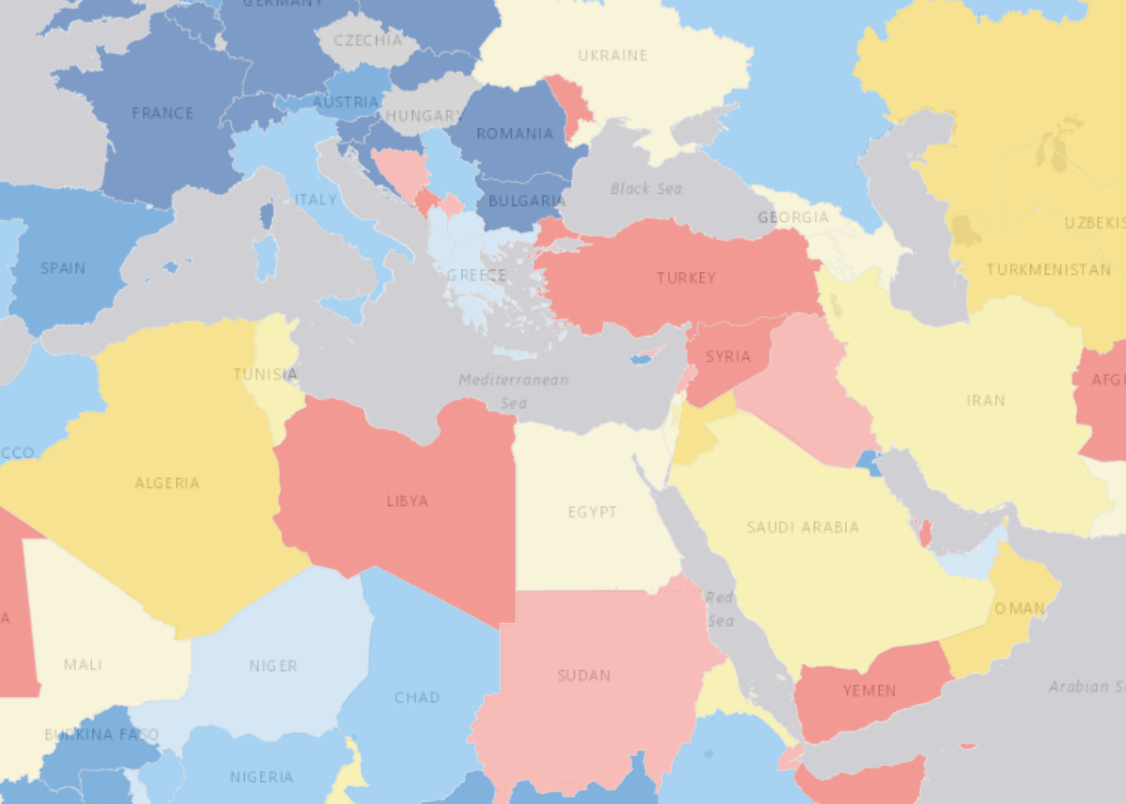 GERMANY
CZECHIA
UKRAINE
AUSTRIA
FRANCE
HUNGARY
ROMANIA
BULGARIA
Black Sea
ITALY
GEORGIA
UZBEKIS
SPAIN
GREECE
TURKEY
TURKMENISTAN
SYRIA
TUNISIA
Mediterranean
Sea
IRAN
AFG
CCO
ALGERIA
LIBYA
EGYPT
SAUDI ARABIA
Red
Sea
OMAN
A
MALI
NIGER
SUDAN
YEMEN
Arabian S
CHAD
BURKINA FASO
NIGERIA